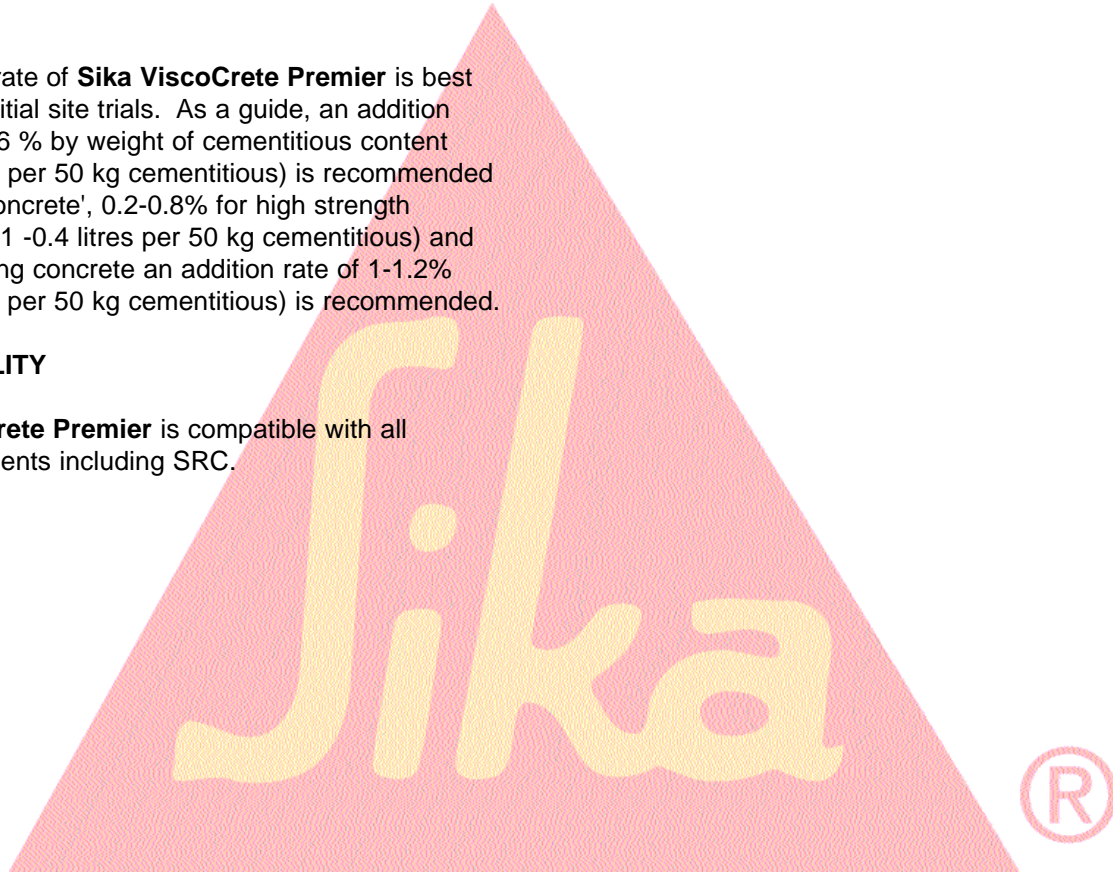 rate of Sika ViscoCrete Premier is best
itial site trials. As a guide, an addition
6 % by weight of cementitious content
per 50 kg cementitious) is recommended
oncrete', 0.2-0.8% for high strength
1 -0.4 litres per 50 kg cementitious) and
ng concrete an addition rate of 1-1.2%
per 50 kg cementitious) is recommended.
LITY
rete Premier is compatible with all
ents including SRC.
Sika
®